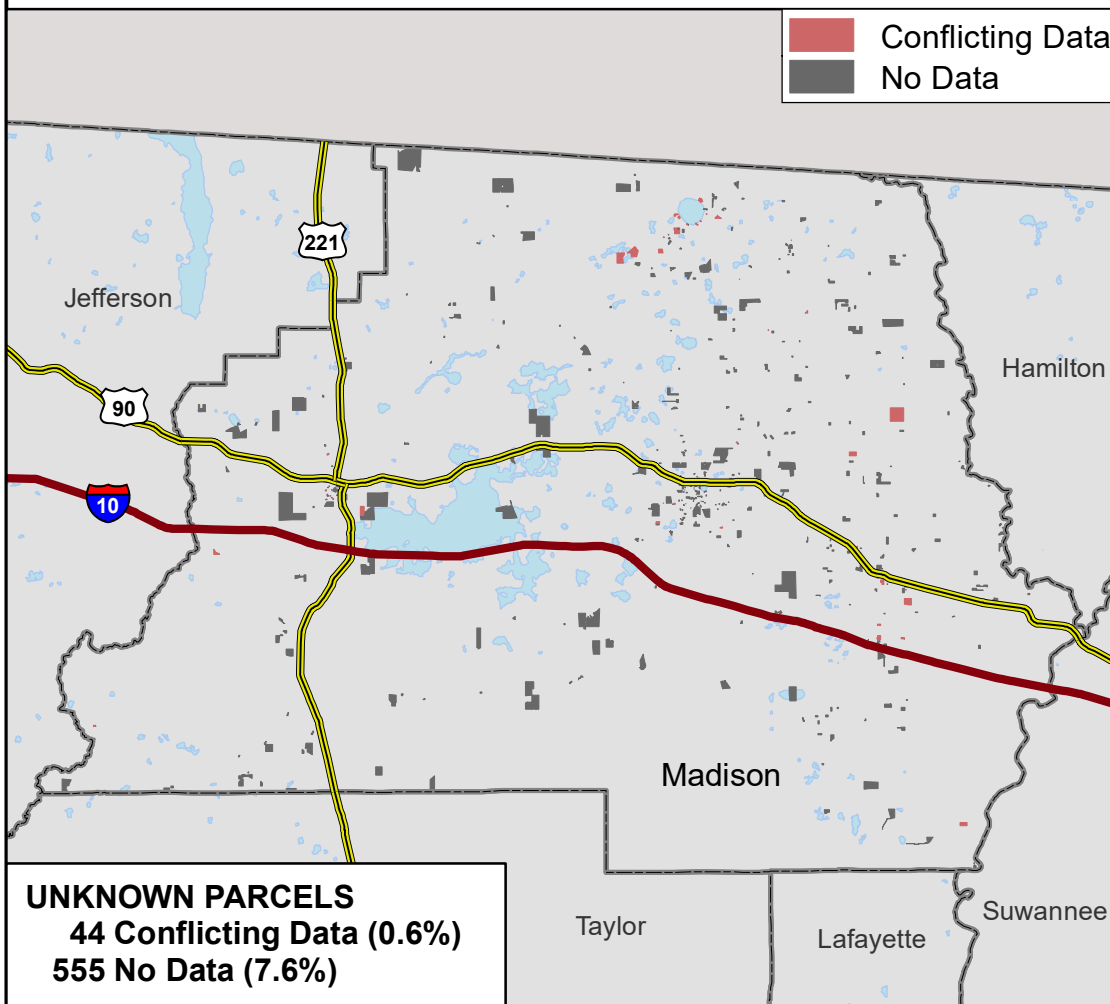 Conflicting Data
No Data
221
Jefferson
Hamilton
90
10
Madison
UNKNOWN PARCELS
44 Conflicting Data (0.6%)
555 No Data (7.6%)
Taylor
Lafayette
Suwannee